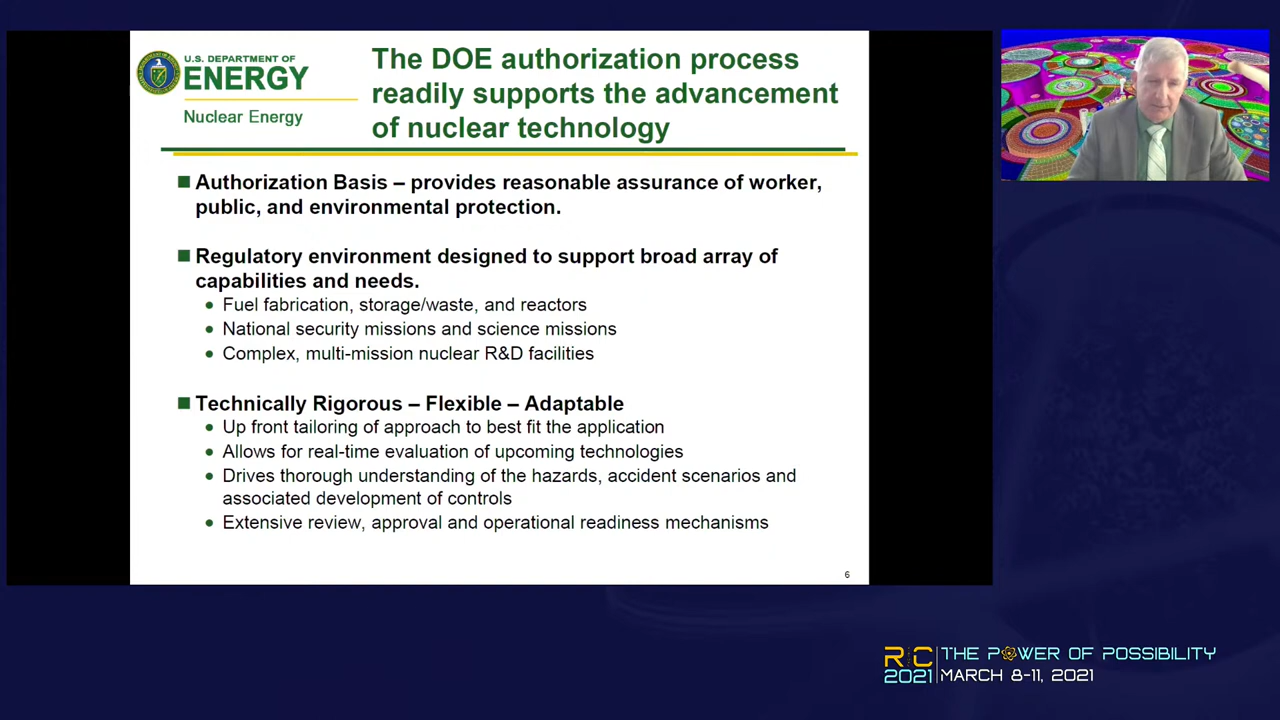 U.S. DEPARTMENT OF
ENERGY
Nuclear Energy
The DOE authorization process
readily supports the advancement
of nuclear technology
Authorization Basis – provides reasonable assurance of worker,
public, and environmental protection.
Regulatory environment designed to support broad array of
capabilities and needs.
Fuel fabrication, storage/waste, and reactors
National security missions and science missions
Complex, multi-mission nuclear R&D facilities
Technically Rigorous – Flexible – Adaptable
Up front tailoring of approach to best fit the application
Allows for real-time evaluation of upcoming technologies
Drives thorough understanding of the hazards, accident scenarios and
associated development of controls
Extensive review, approval and operational readiness mechanisms
6
RIC
2021
THE POWER OF POSSIBILITY
MARCH 8-11, 2021